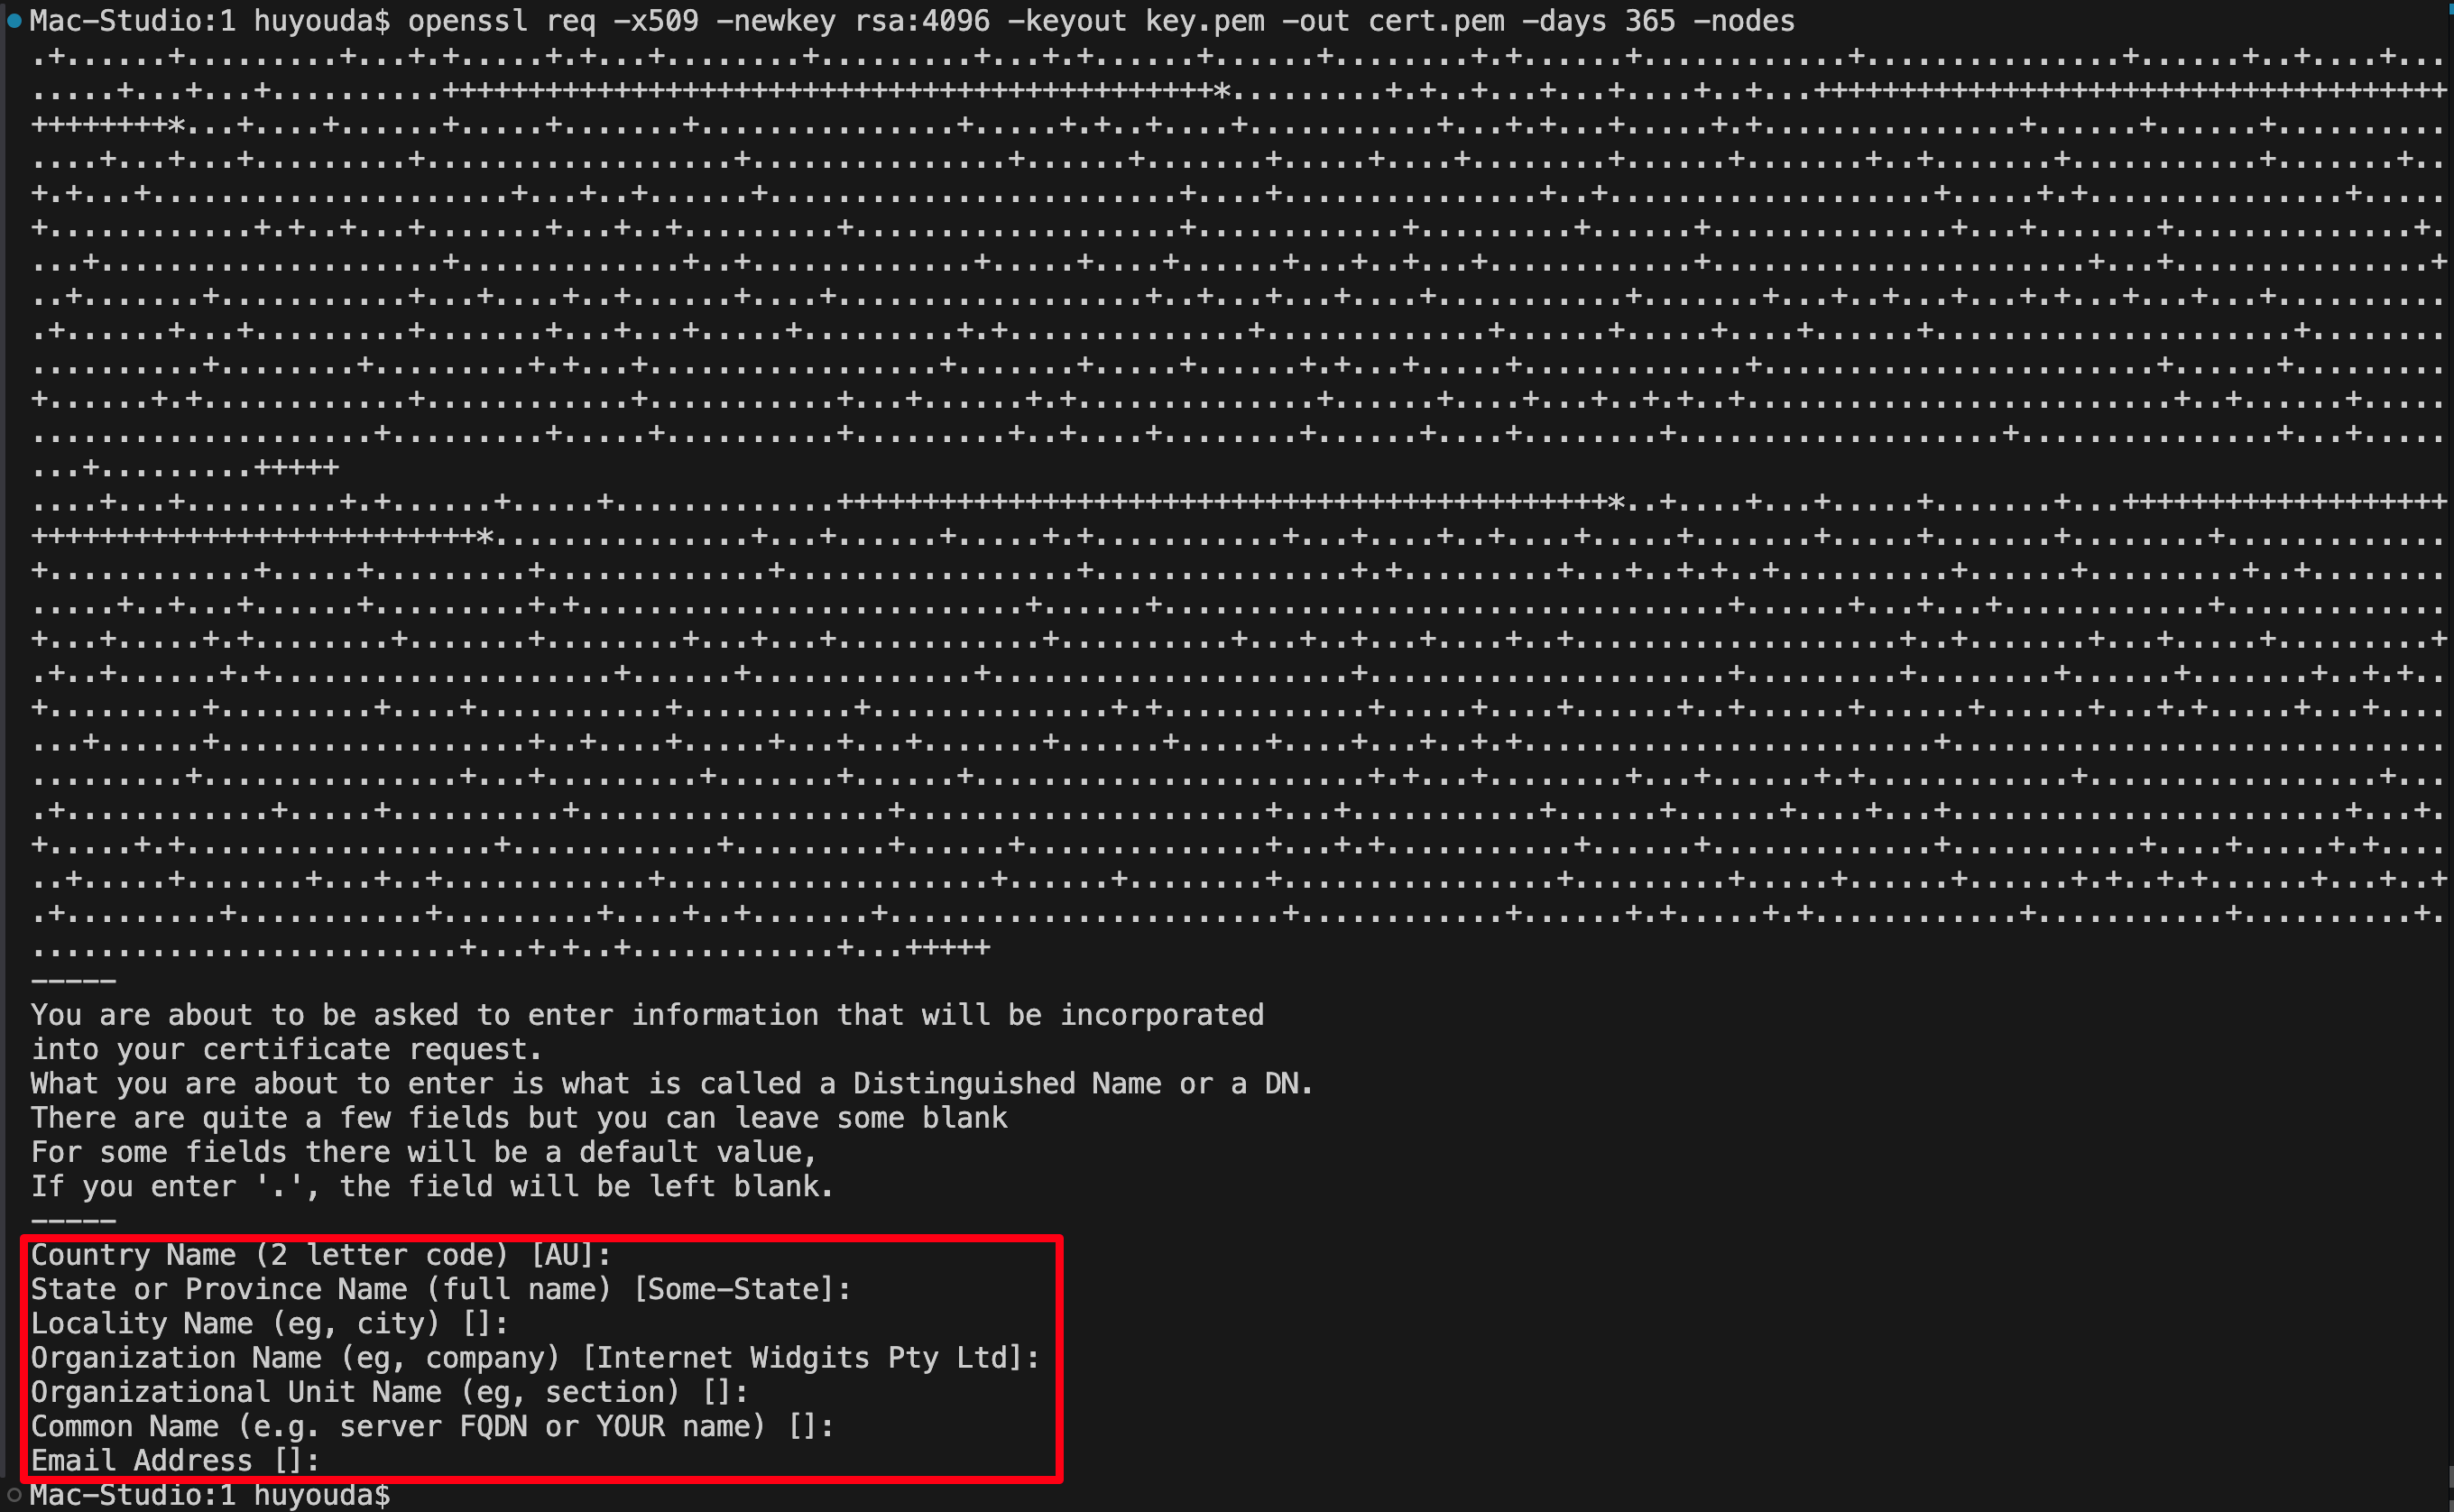 Mac-Studio:1 huyouda$ openssl req -x509 -newkey rsa:4096 -keyout key.pem -out cert.pem -days 365 -nodes
-----
You are about to be asked to enter information that will be incorporated
into your certificate request.
What you are about to enter is what is called a Distinguished Name or a DN.
There are quite a few fields but you can leave some blank
For some fields there will be a default value,
If you enter '.', the field will be left blank.
-----
Country Name (2 letter code) [AU]:
State or Province Name (full name) [Some-State]:
Locality Name (eg, city) []:
Organization Name (eg, company) [Internet Widgits Pty Ltd]:
Organizational Unit Name (eg, section) []:
Common Name (e.g. server FQDN or YOUR name) []:
Email Address []:
Mac-Studio:1 huyouda$